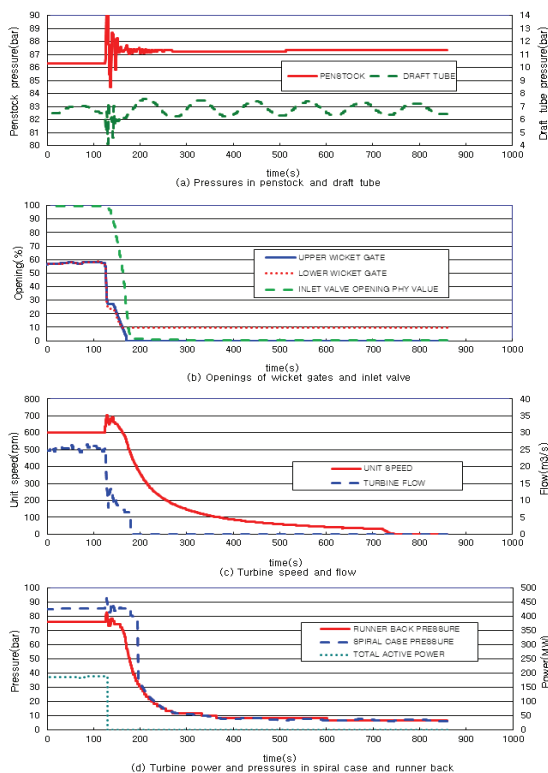 90
89
88
87
86
85
84
83
82
81
80
14
13
12
11
10
9
8
7
6
5
4
Penstock pressure(bar)
Draft tube pressure(bar)
PENSTOCK
DRAFT TUBE
0 100 200 300 400 500 600 700 800 900 1000
time(s)
(a) Pressures in penstock and draft tube
100
90
80
70
60
50
40
30
20
10
0
Opening(%)
UPPER WICKET GATE
LOWER WICKET GATE
INLET VALVE OPENING PHY VALUE
0 100 200 300 400 500 600 700 800 900 1000
time(s)
(b) Openings of wicket gates and inlet valve
800
700
600
500
400
300
200
100
0
40
35
30
25
20
15
10
5
0
Unit speed(rpm)
Flow(m3/s)
UNIT SPEED
TURBINE FLOW
0 100 200 300 400 500 600 700 800 900 1000
time(s)
(c) Turbine speed and flow
100
90
80
70
60
50
40
30
20
10
0
500
450
400
350
300
250
200
150
100
50
0
Pressure(bar)
Power(MW)
RUNNER BACK PRESSURE
SPIRAL CASE PRESSURE
TOTAL ACTIVE POWER
0 100 200 300 400 500 600 700 800 900 1000
time(s)
(d) Turbine power and pressures in spiral case and runner back